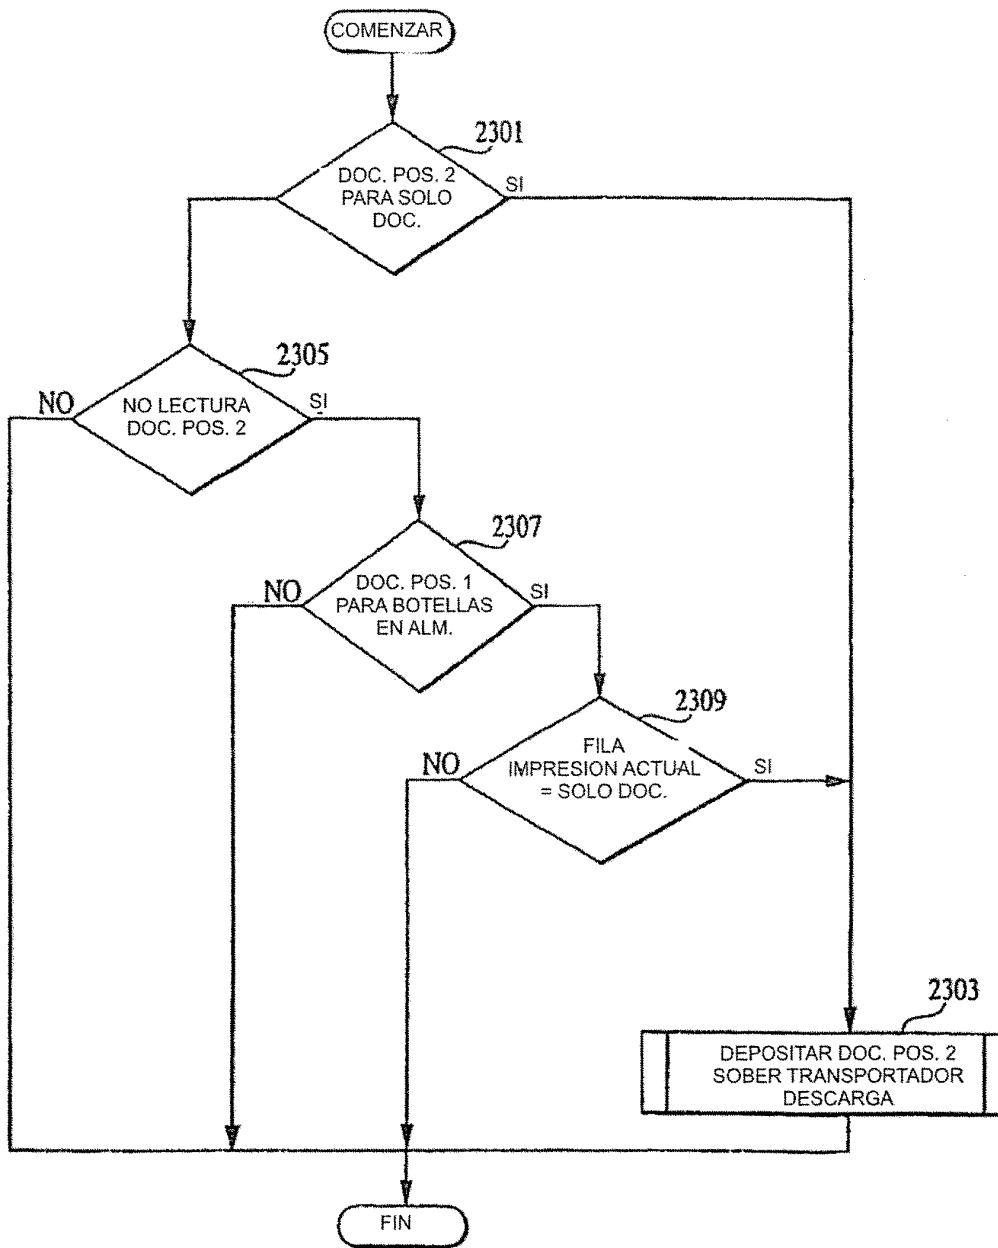 COMENZAR
2301
DOC. POS. 2
PARA SOLO
DOC.
SI
2305
NO
NO LECTURA
DOC. POS. 2
SI
2307
NO
DOC. POS. 1
PARA BOTELLAS
EN ALM.
SI
2309
NO
FILA
IMPRESION ACTUAL
= SOLO DOC.
SI
2303
DEPOSITAR DOC. POS. 2
SOBER TRANSPORTADOR
DESCARGA
FIN